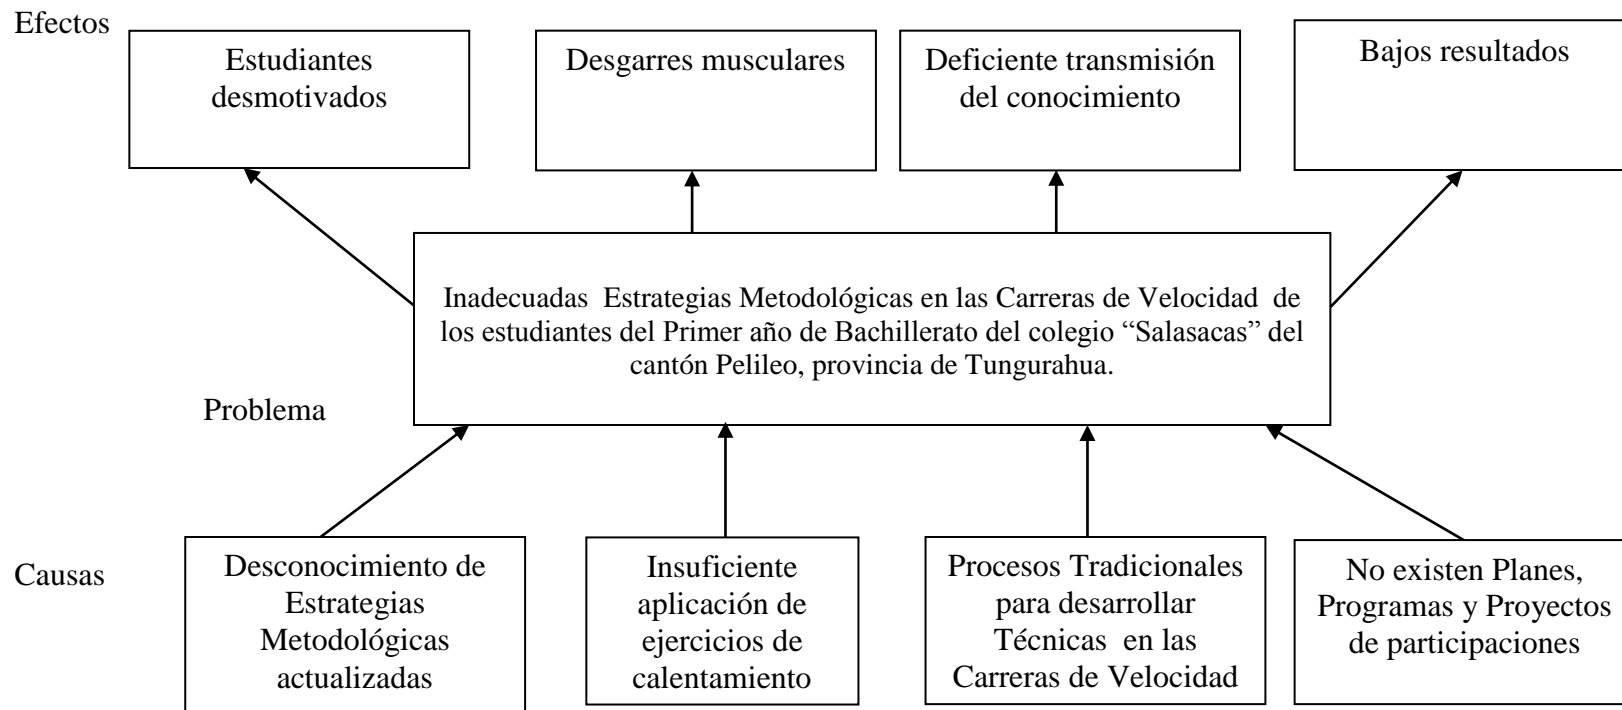 Efectos
Estudiantes
desmotivados
Desgarres musculares
Deficiente transmisión
del conocimiento
Bajos resultados
Inadecuadas  Estrategias Metodológicas en las Carreras de Velocidad  de
los estudiantes del Primer año de Bachillerato del colegio “Salasacas” del
cantón Pelileo, provincia de Tungurahua.
Problema
Causas
Desconocimiento de
Estrategias
Metodológicas
actualizadas
Insuficiente
aplicación de
ejercicios de
calentamiento
Procesos Tradicionales
para desarrollar
Técnicas  en las
Carreras de Velocidad
No existen Planes,
Programas y Proyectos
de participaciones